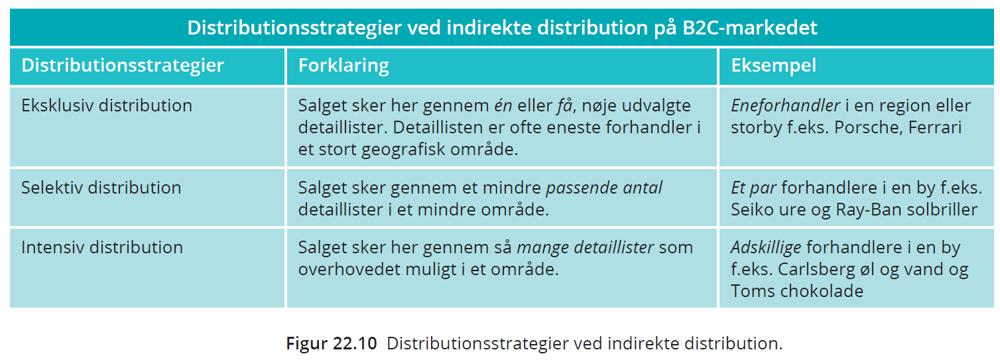 Distributionsstrategier ved indirekte distribution på B2C-markedet
Distributionsstrategier
Forklaring
Eksempel
Eksklusiv distribution
Salget sker her gennem én eller få, nøje udvalgte
detaillister. Detaillisten er ofte eneste forhandler i
et stort geografisk område.
Eneforhandler i en region eller
storby f.eks. Porsche, Ferrari
Selektiv distribution
Salget sker gennem et mindre passende antal
detaillister i et mindre område.
Et par forhandlere i en by f.eks.
Seiko ure og Ray-Ban solbriller
Intensiv distribution
Salget sker her gennem så mange detaillister som
overhovedet muligt i et område.
Adskillige forhandlere i en by
f.eks. Carlsberg øl og vand og
Toms chokolade
Figur 22.10 Distributionsstrategier ved indirekte distribution.